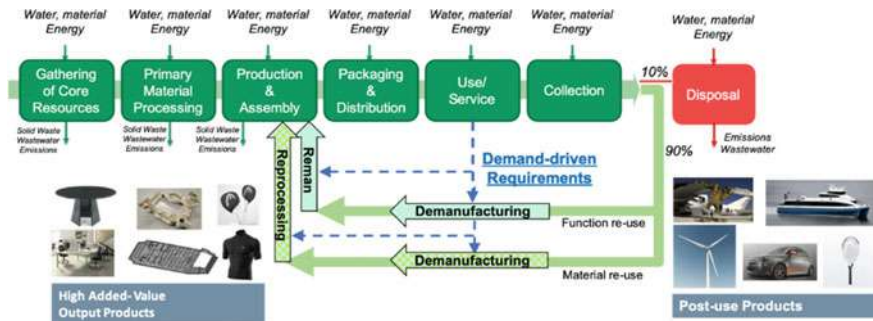 Water, material
Energy
Water, material
Energy
Water, material
Energy
Water, material
Energy
Water, material
Energy
Water, material
Energy
Water, material
Energy
Gathering
of Core
Resources
Primary
Material
Processing
Production
&
Assembly
Packaging
&
Distribution
Use/
Service
Collection
10%
Disposal
Solid Waste
Wastewater
Emissions
Solid Waste
Wastewater
Emissions
Solid Waste
Wastewater
Emissions
90%
Emissions
Wastewater
Reprocessing
Reman
Demand-driven
Requirements
Demanufacturing
Function re-use
Demanufacturing
Material re-use
High Added-Value
Output Products
Post-use Products